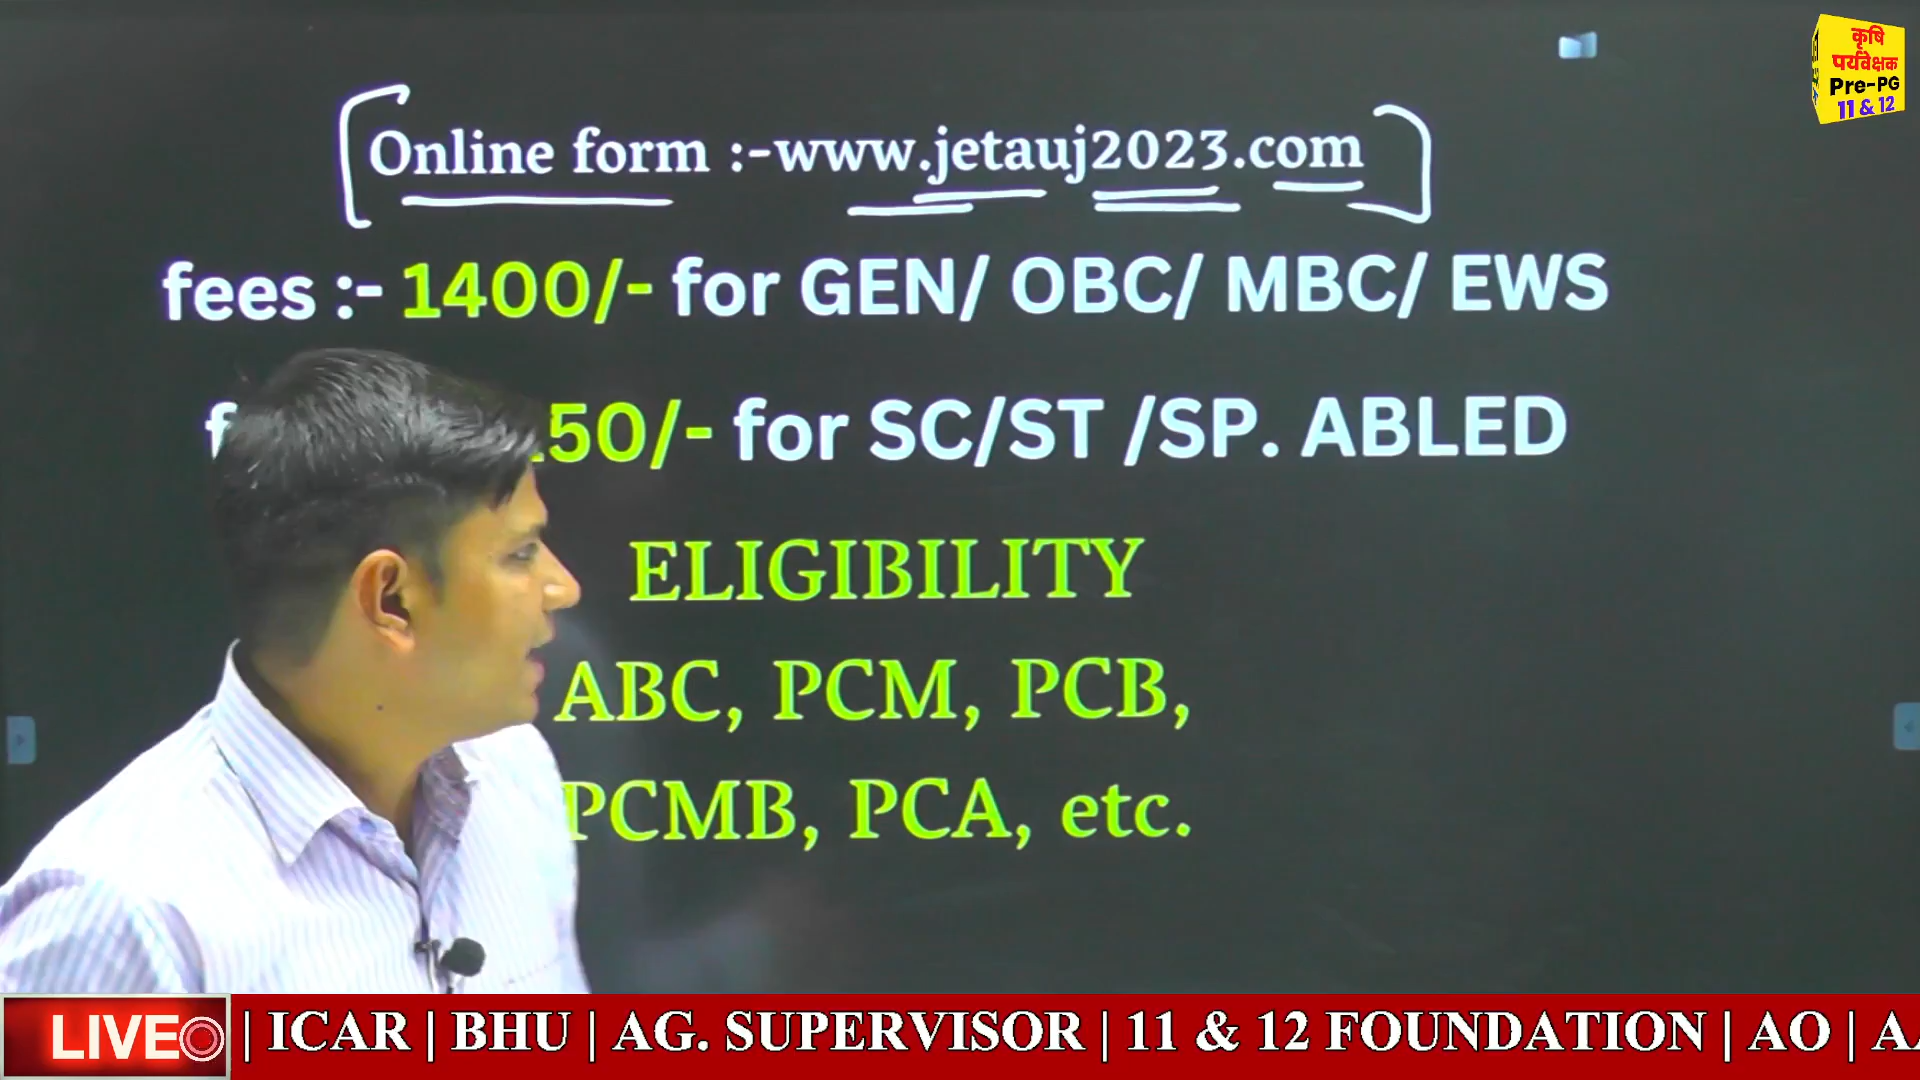 कृषि
पर्यवेक्षक
Pre-PG
11 & 12
Online form :-www.jetauj2023.com
fees :- 1400/- for GEN/ OBC/ MBC/ EWS
50/- for SC/ST /SP. ABLED
ELIGIBILITY
ABC, PCM, PCB,
PCMB, PCA, etc.
LIVE | ICAR | BHU | AG. SUPERVISOR | 11 & 12 FOUNDATION | AO |